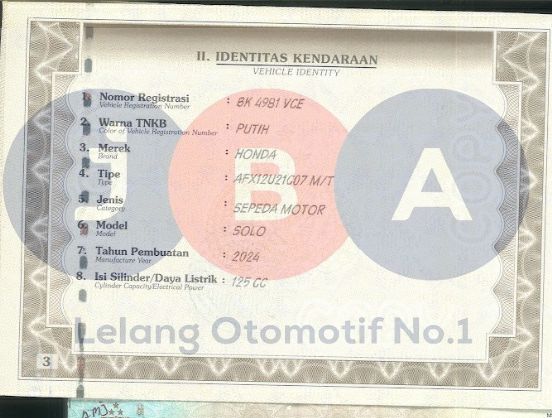 II. IDENTITAS KENDARAAN
VEHICLE IDENTITY
1. Nomor Registrasi : BK 4981 VCE
Vehicle Registration Number
2. Warna TNKB : PUTIH
Color of Vehicle Registration Number
3. Merek : HONDA
Brand
4. Tipe : AFX12U21C07 M/T
Type
5. Jenis : SEPEDA MOTOR
Category
6. Model : SOLO
Model
7. Tahun Pembuatan : 2024
Manufacture Year
8. Isi Silinder/Daya Listrik : 125 CC
Cylinder Capacity/Electrical Power
JBA
Lelang Otomotif No.1
3